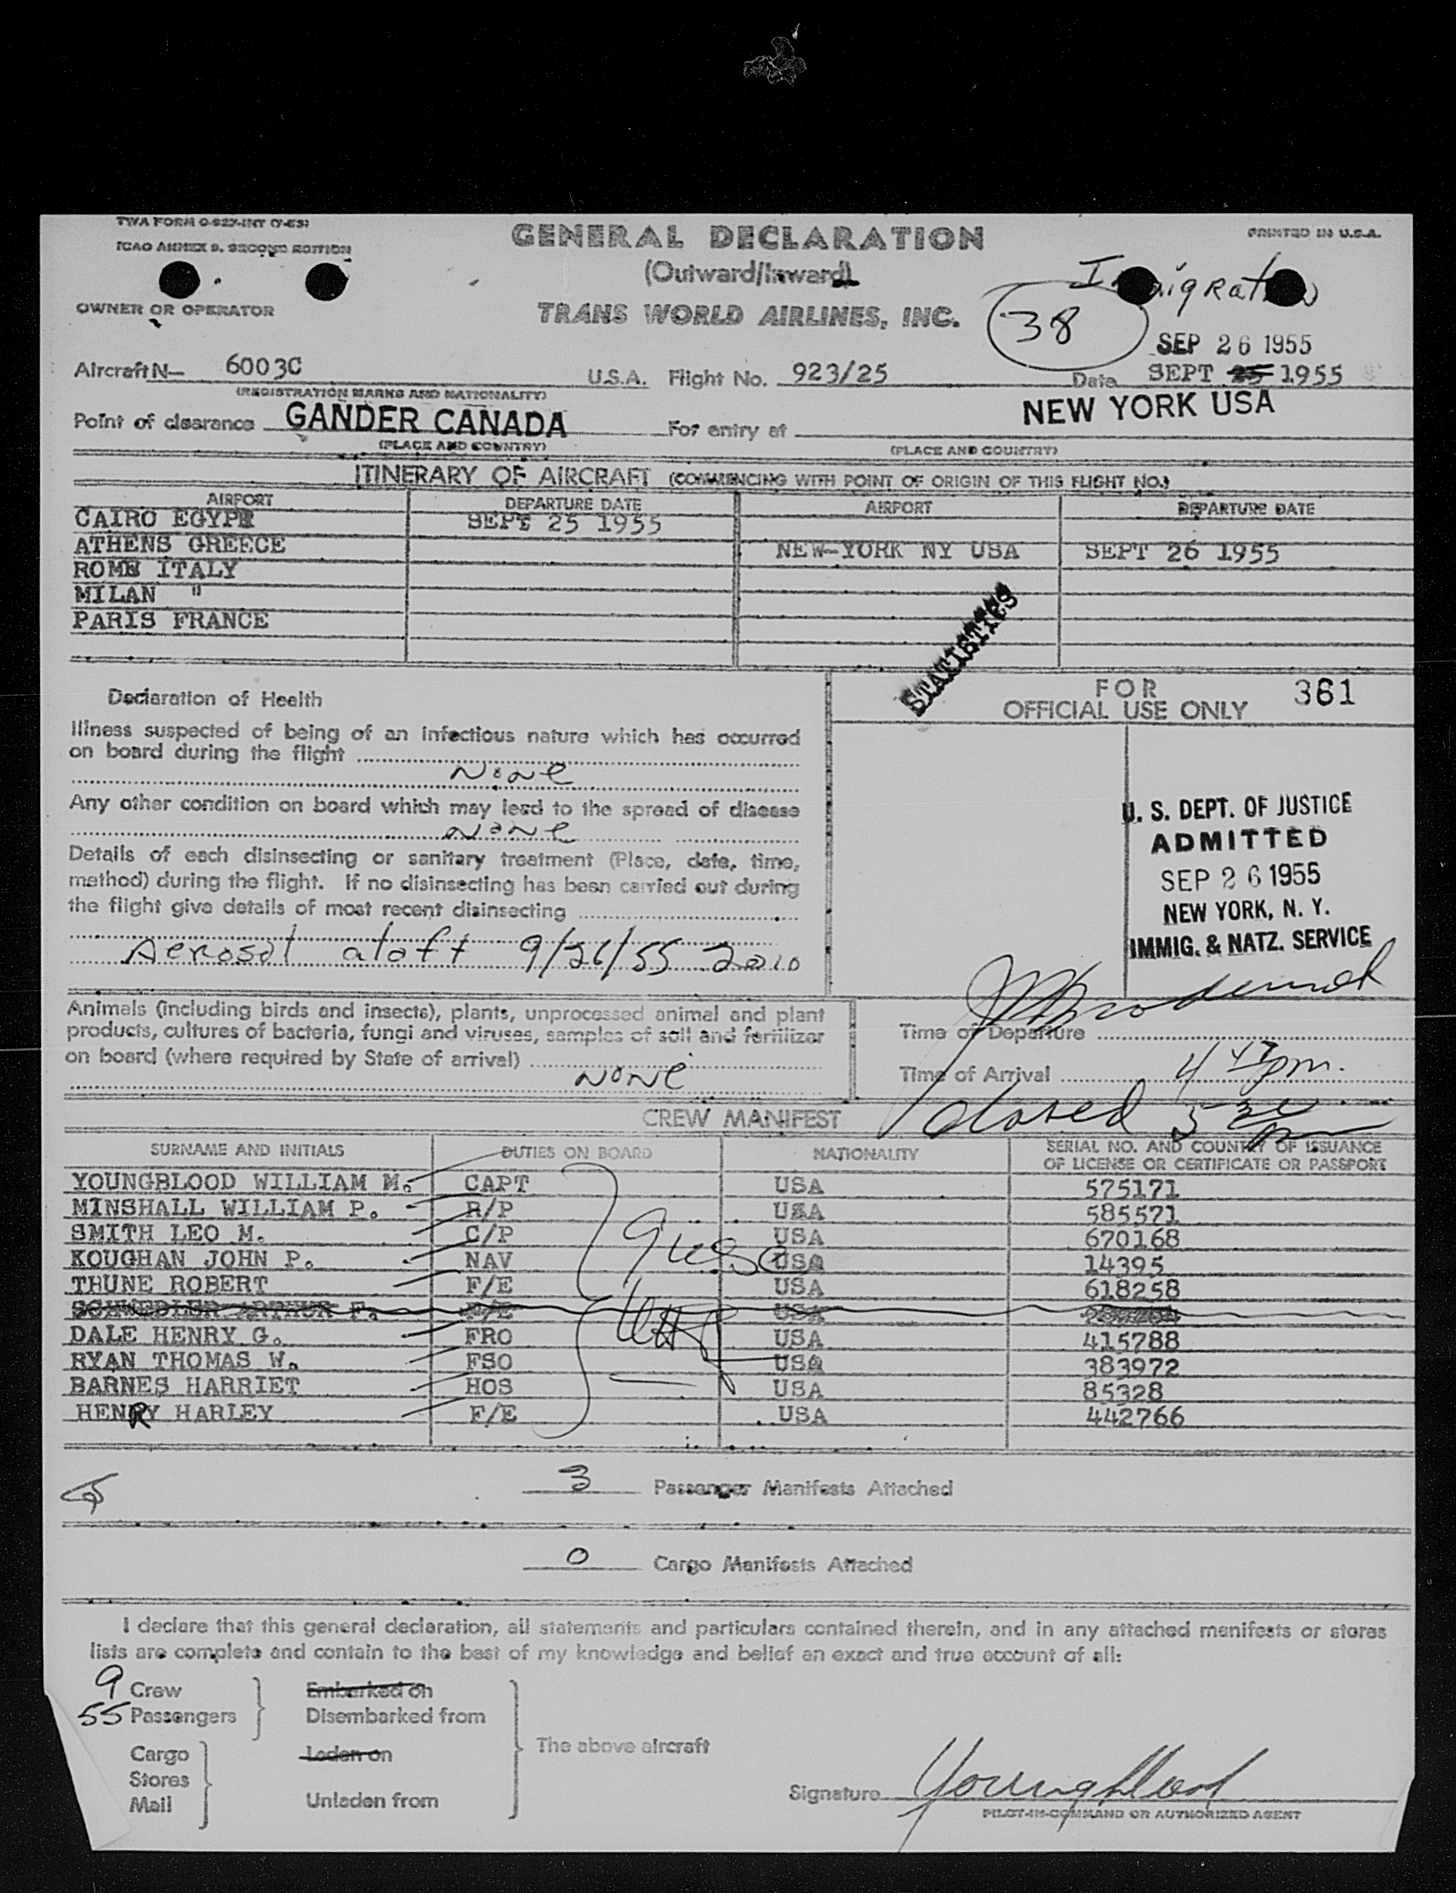 TWA FORM O-827-INT (7-53)
ICAO ANNEX 9. SECOND EDITION
PRINTED IN U.S.A.
GENERAL DECLARATION
(Outward/Inward)
Immigration
OWNER OR OPERATOR
TRANS WORLD AIRLINES, INC.
38
SEP 26 1955
Aircraft N- 6003C U.S.A. Flight No. 923/25 Date SEPT 25 1955
(REGISTRATION MARKS AND NATIONALITY)
Point of clearance GANDER CANADA For entry at NEW YORK USA
(PLACE AND COUNTRY) (PLACE AND COUNTRY)
ITINERARY OF AIRCRAFT (COMMENCING WITH POINT OF ORIGIN OF THIS FLIGHT NO.)
AIRPORT DEPARTURE DATE AIRPORT DEPARTURE DATE
CAIRO EGYPT SEPT 25 1955
ATHENS GREECE NEW-YORK NY USA SEPT 26 1955
ROME ITALY
MILAN "
PARIS FRANCE
STATISTICS
Declaration of Health
FOR
OFFICIAL USE ONLY
381
Illness suspected of being of an infectious nature which has occurred
on board during the flight
None
Any other condition on board which may lead to the spread of disease
None
Details of each disinsecting or sanitary treatment (Place, date, time,
method) during the flight. If no disinsecting has been carried out during
the flight give details of most recent disinsecting
Aerosol aloft 9/26/55 2010
U. S. DEPT. OF JUSTICE
ADMITTED
SEP 26 1955
NEW YORK, N. Y.
IMMIG. & NATZ. SERVICE
Animals (including birds and insects), plants, unprocessed animal and plant
products, cultures of bacteria, fungi and viruses, samples of soil and fertilizer
on board (where required by State of arrival)
NONE
Time of Departure
Time of Arrival 4 47 pm.
closed 5
CREW MANIFEST
SURNAME AND INITIALS DUTIES ON BOARD NATIONALITY SERIAL NO. AND COUNTRY OF ISSUANCE
OF LICENSE OR CERTIFICATE OR PASSPORT
YOUNGBLOOD WILLIAM M. CAPT USA 575171
MINSHALL WILLIAM P. R/P USA 585571
SMITH LEO M. C/P USA 670168
KOUGHAN JOHN P. NAV USA 14395
THUNE ROBERT F/E USA 618258
SCHWEDLER ARTHUR F. F/E USA
DALE HENRY G. FRO USA 415788
RYAN THOMAS W. FSO USA 383972
BARNES HARRIET HOS USA 85328
HENRY HARLEY F/E USA 442766
9 USC
3 Passenger Manifests Attached
0 Cargo Manifests Attached
I declare that this general declaration, all statements and particulars contained therein, and in any attached manifests or stores
lists are complete and contain to the best of my knowledge and belief an exact and true account of all:
9 Crew Embarked on
55 Passengers Disembarked from
The above aircraft
Cargo Laden on
Stores
Mail Unladen from
Signature Youngblood
PILOT-IN-COMMAND OR AUTHORIZED AGENT